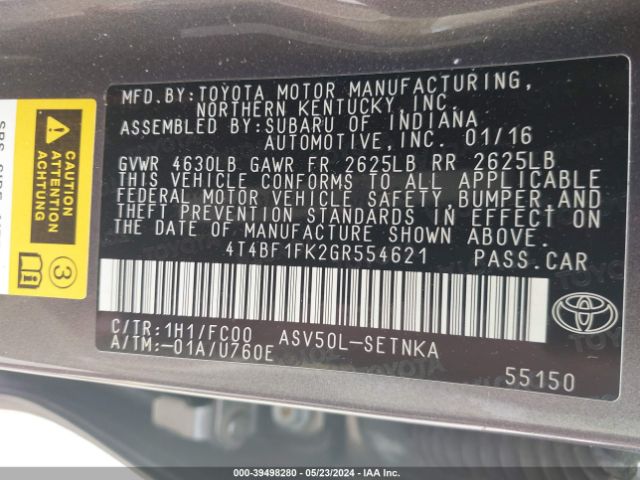 MFD.BY:TOYOTA MOTOR MANUFACTURING,
NORTHERN KENTUCKY,INC.
ASSEMBLED BY:SUBARU OF INDIANA
AUTOMOTIVE,INC. 01/16
GVWR 4630LB GAWR FR 2625LB RR 2625LB
THIS VEHICLE CONFORMS TO ALL APPLICABLE
FEDERAL MOTOR VEHICLE SAFETY,BUMPER,AND
THEFT PREVENTION STANDARDS IN EFFECT ON
THE DATE OF MANUFACTURE SHOWN ABOVE.
4T4BF1FK2GR554621 PASS.CAR
C/TR:1H1/FC00 ASV50L-SETNKA
A/TM:-01A/U760E
55150
TOYOTA
CAUTION
ACHTUNG
3
000-39498280 - 05/23/2024 - IAA Inc.